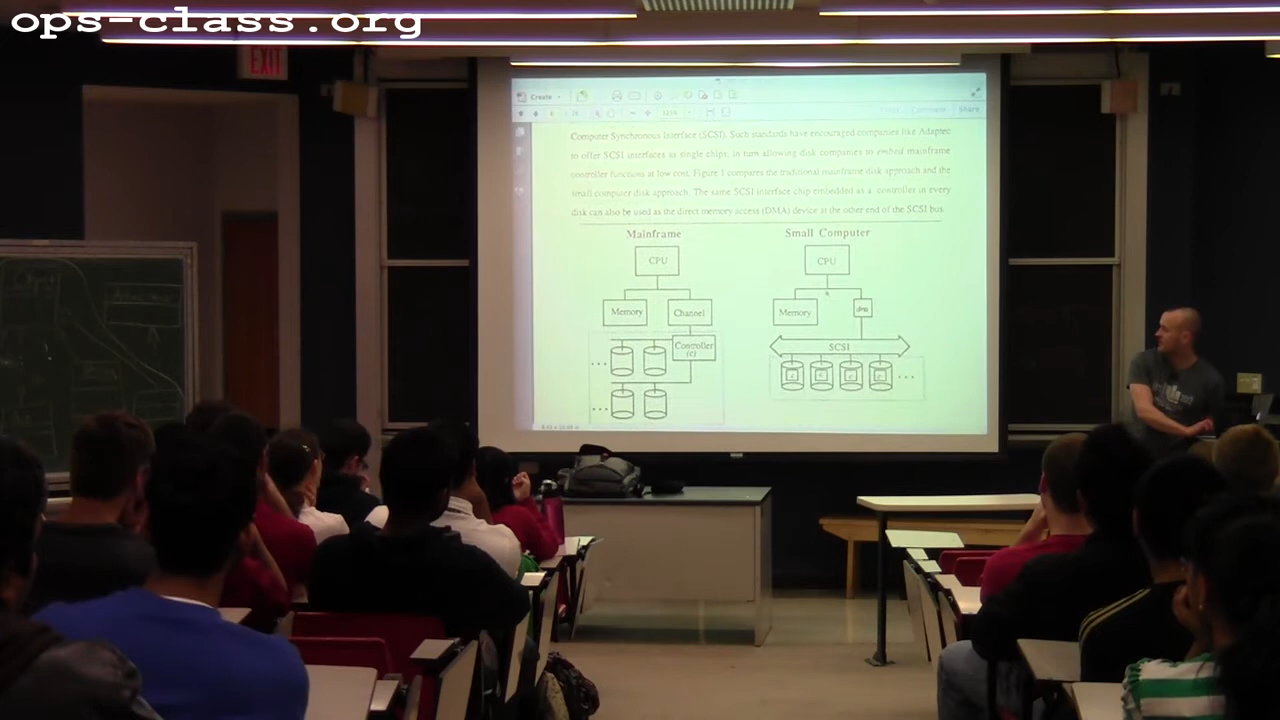 ops-class.org
EXIT
Create
Comment
Share
Computer Synchronous Interface (SCSI). Such standards have encouraged companies like Adaptec
to offer SCSI interfaces as single chips, in turn allowing disk companies to embed mainframe
controller functions at low cost. Figure 1 compares the traditional mainframe disk approach and the
small computer disk approach. The same SCSI interface chip embedded as a controller in every
disk can also be used as the direct memory access (DMA) device at the other end of the SCSI bus.
Mainframe
Small Computer
CPU
CPU
Memory
Channel
Memory
dma
Controller
(c)
SCSI
...
...
...